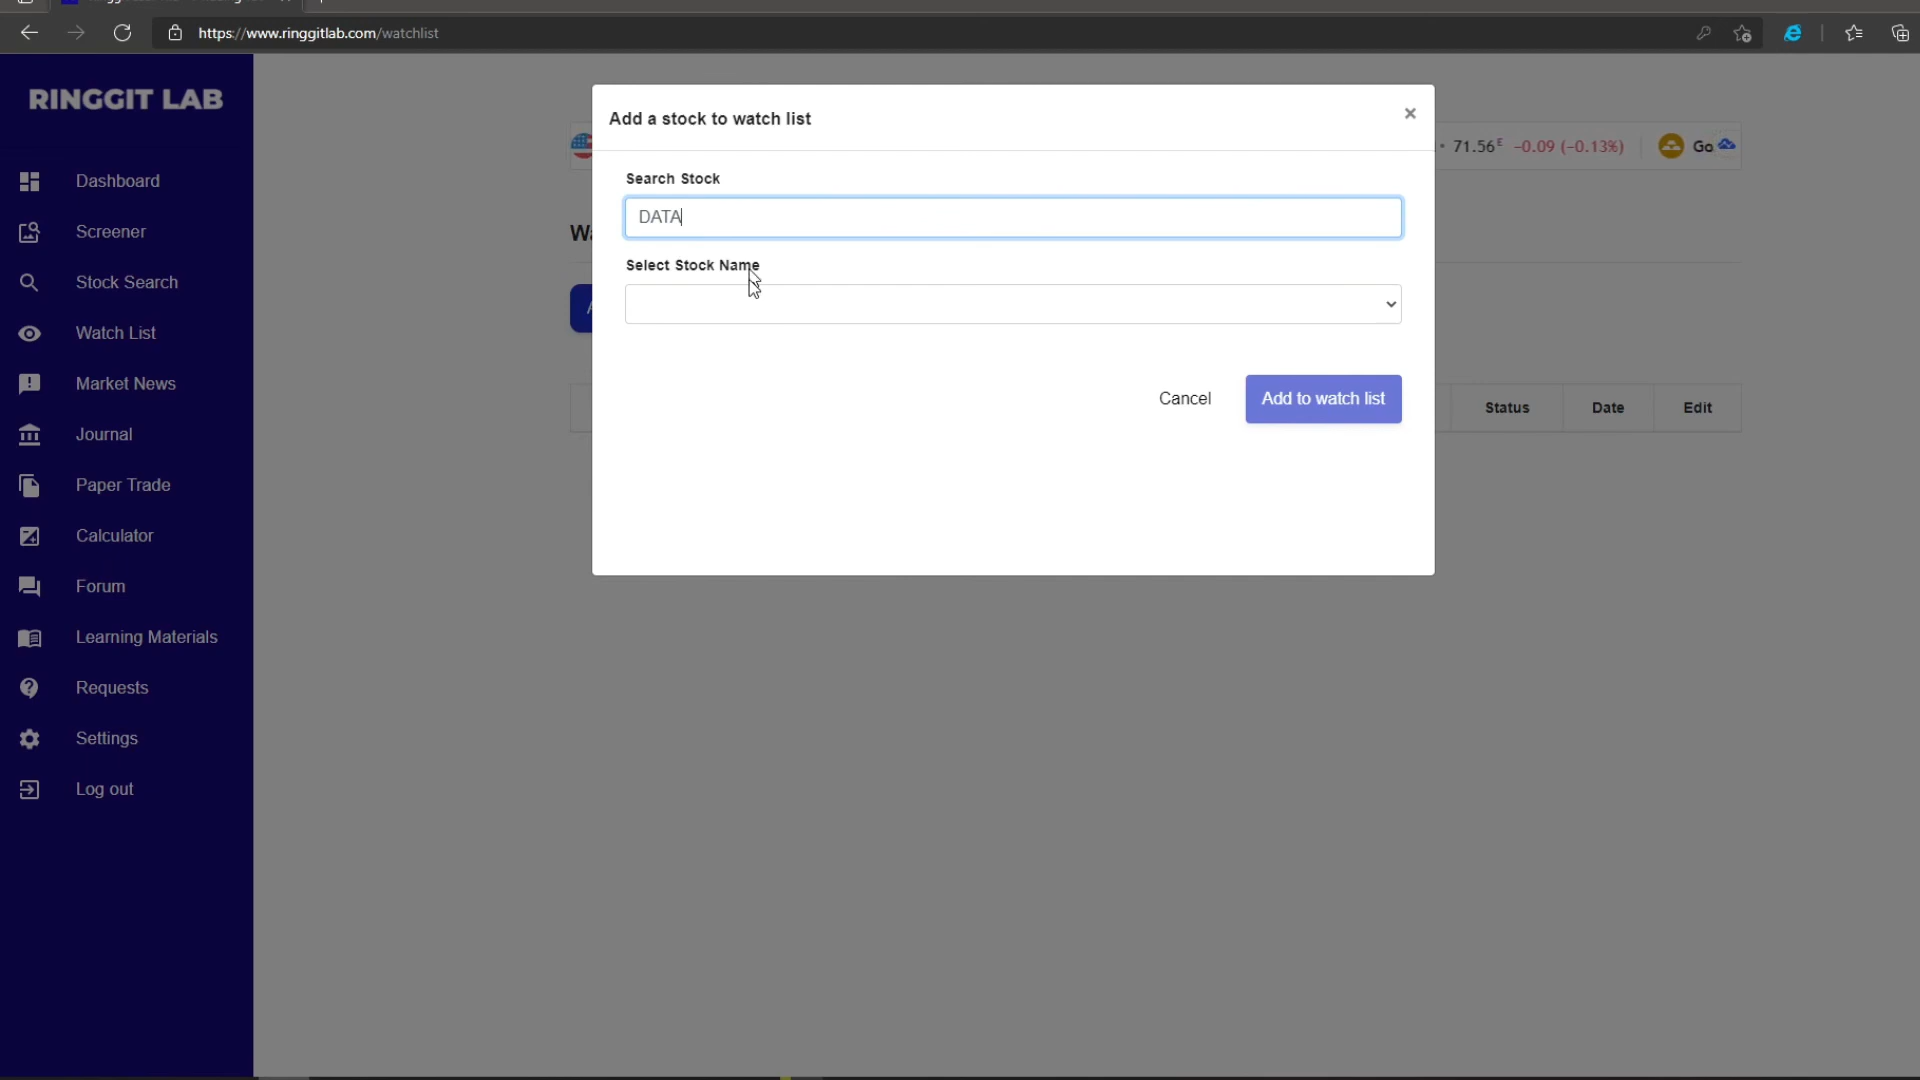 https://www.ringgitlab.com/watchlist
RINGGIT LAB
Dashboard
Screener
Stock Search
Watch List
Market News
Journal
Paper Trade
Calculator
Forum
Learning Materials
Requests
Settings
Log out
Add a stock to watch list
×
71.56ᴱ −0.09 (−0.13%)
Go
Search Stock
DATA
Wa
Select Stock Name
Cancel
Add to watch list
Status
Date
Edit